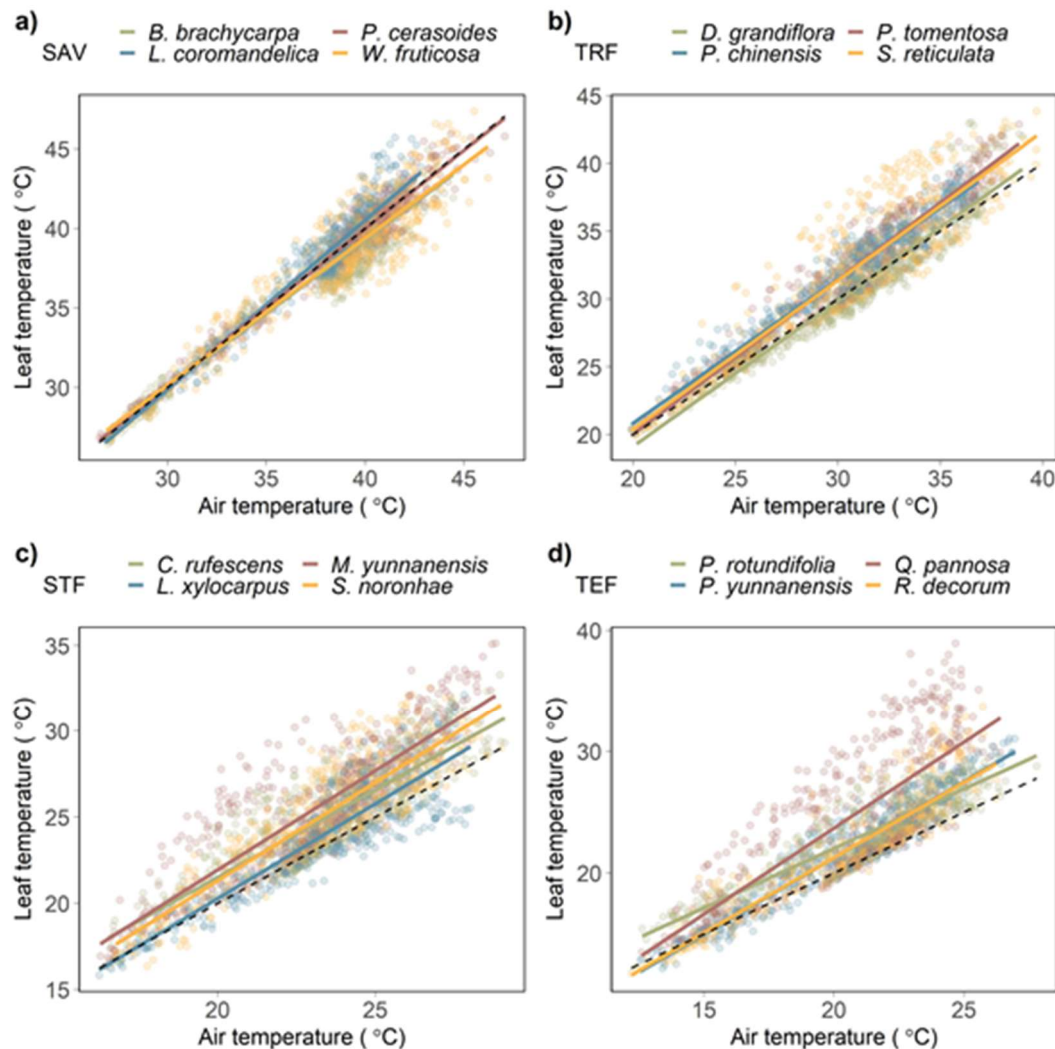 a)
SAV
B. brachycarpa
P. cerasoides
L. coromandelica
W. fruticosa
Leaf temperature ( °C)
45
40
35
30
30
35
40
45
Air temperature ( °C)
b)
TRF
D. grandiflora
P. tomentosa
P. chinensis
S. reticulata
Leaf temperature ( °C)
45
40
35
30
25
20
20
25
30
35
40
Air temperature ( °C)
c)
STF
C. rufescens
M. yunnanensis
L. xylocarpus
S. noronhae
Leaf temperature ( °C)
35
30
25
20
15
20
25
Air temperature ( °C)
d)
TEF
P. rotundifolia
Q. pannosa
P. yunnanensis
R. decorum
Leaf temperature ( °C)
40
30
20
15
20
25
Air temperature ( °C)